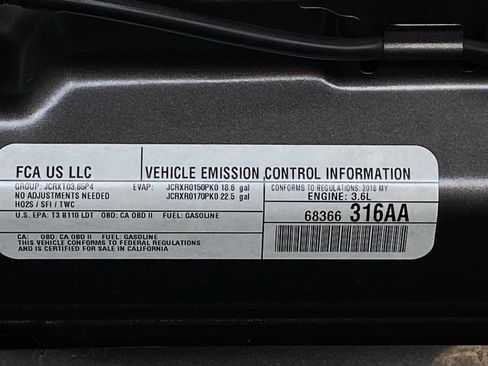 FCA US LLC
VEHICLE EMISSION CONTROL INFORMATION
GROUP: JCRXT03.65P4
EVAP: JCRXR0150PK0 18.6 gal
CONFORMS TO REGULATIONS: 2018 MY
NO ADJUSTMENTS NEEDED
JCRXR0170PK0 22.5 gal
ENGINE: 3.6L
HO2S / SFI / TWC
68366 316AA
U.S. EPA: T3 B110 LDT OBD: CA OBD II FUEL: GASOLINE
CA: OBD: CA OBD II FUEL: GASOLINE
CONFORMS TO FEDERAL REGULATIONS
AND IS CERTIFIED FOR SALE IN CALIFORNIA